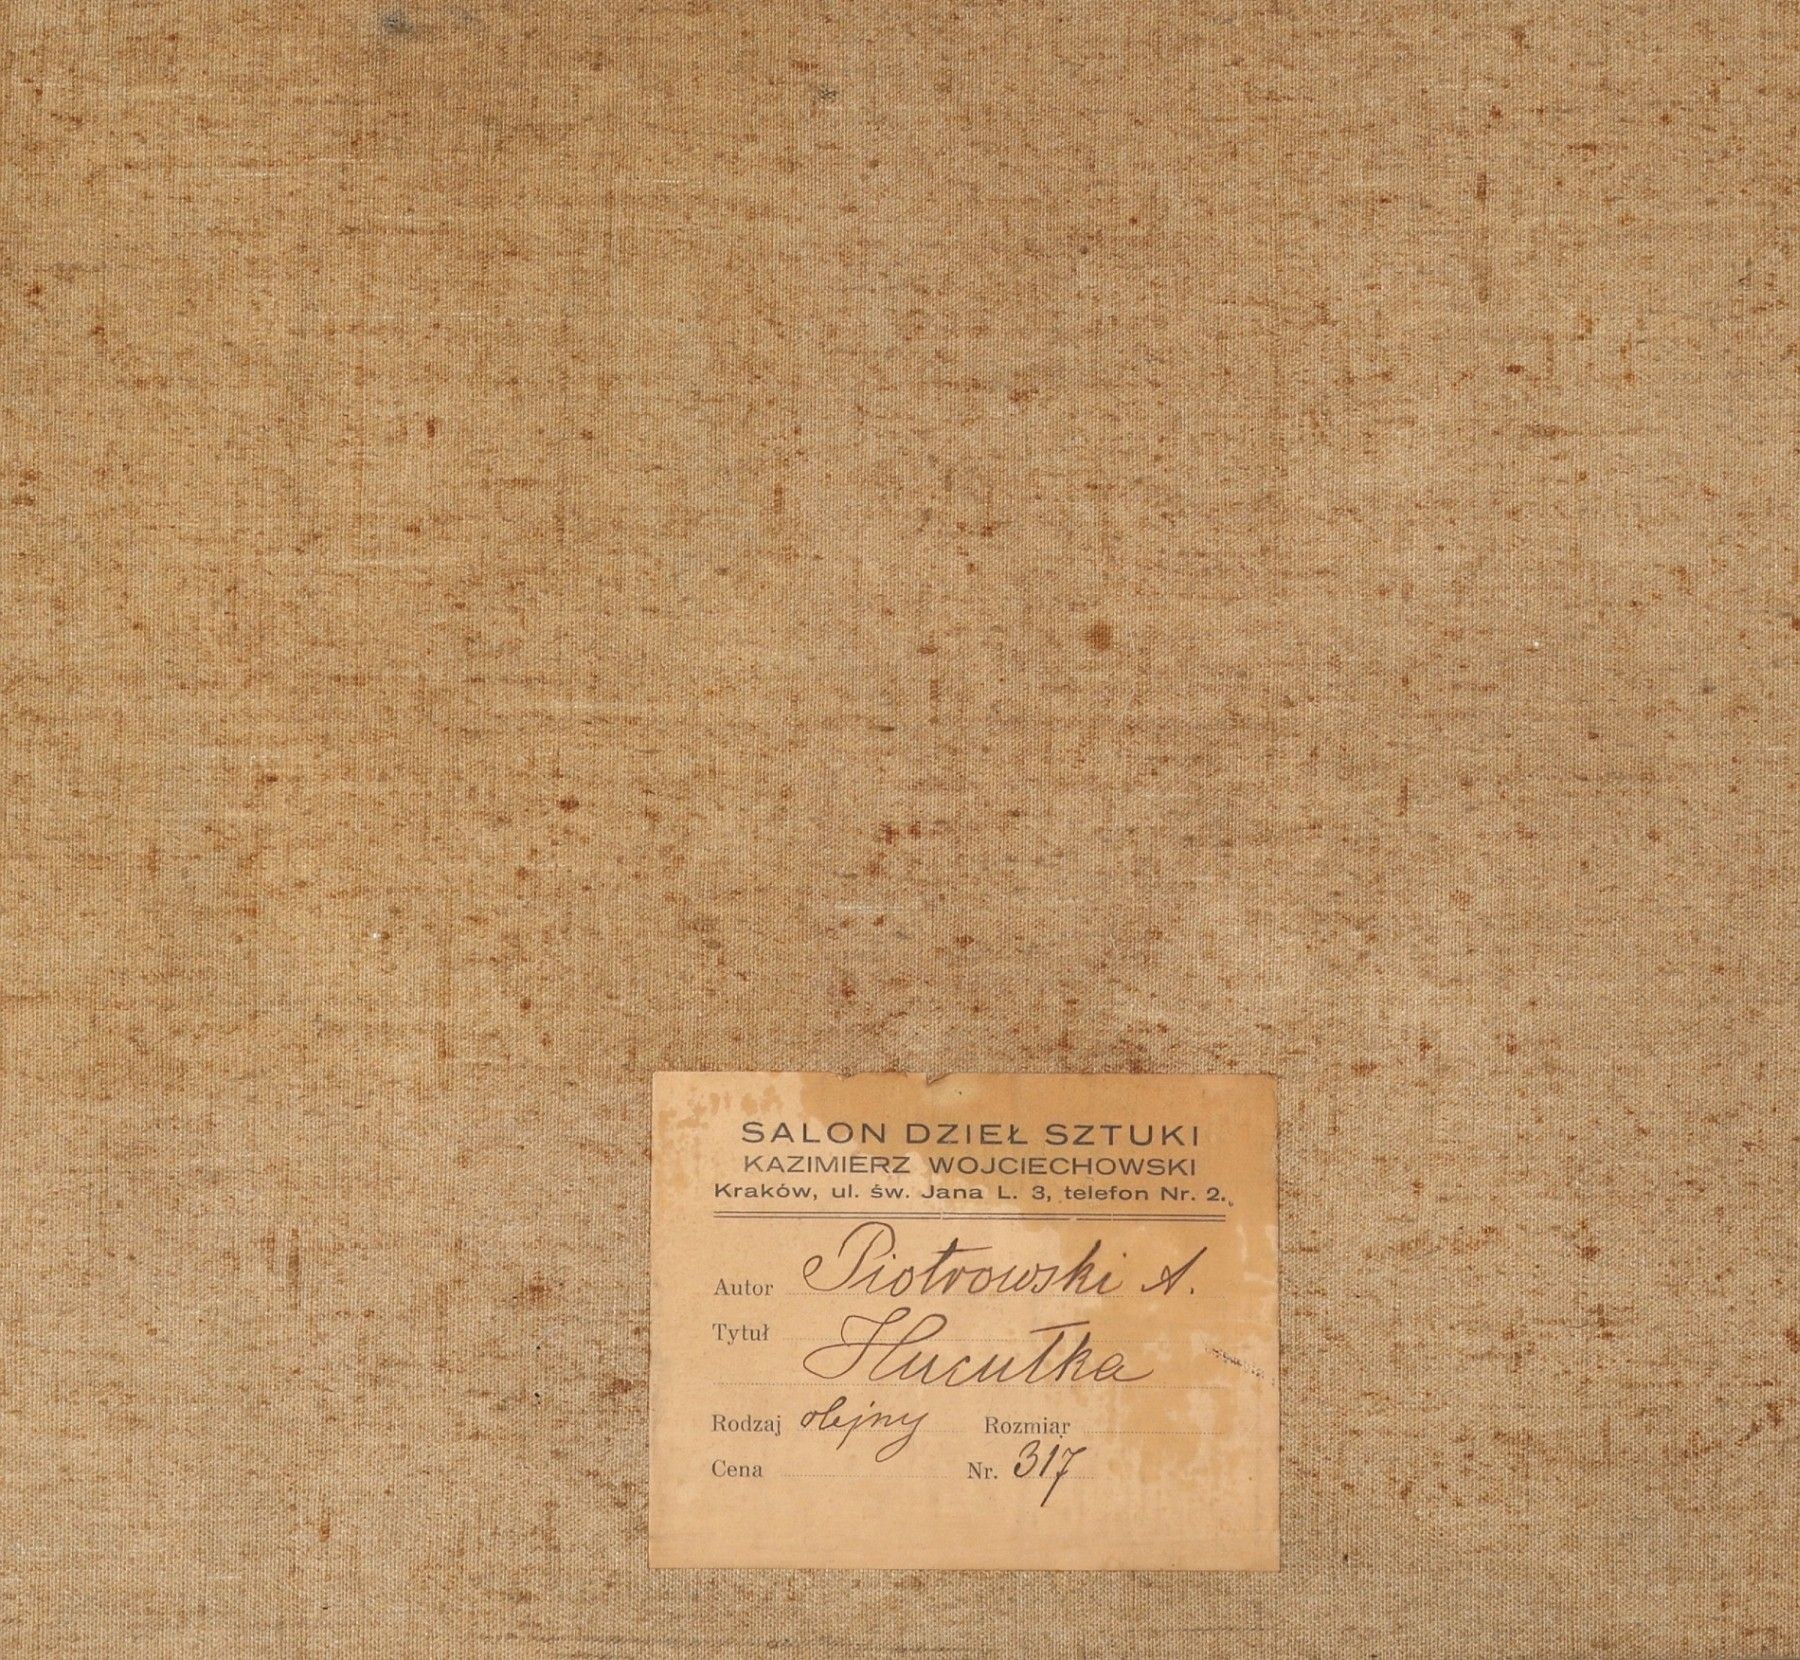 SALON DZIEŁ SZTUKI
KAZIMIERZ WOJCIECHOWSKI
Kraków, ul. św. Jana L. 3, telefon Nr. 2.
Autor Piotrowski A.
Tytuł Hucułka
Rodzaj olejny Rozmiar
Cena Nr. 317